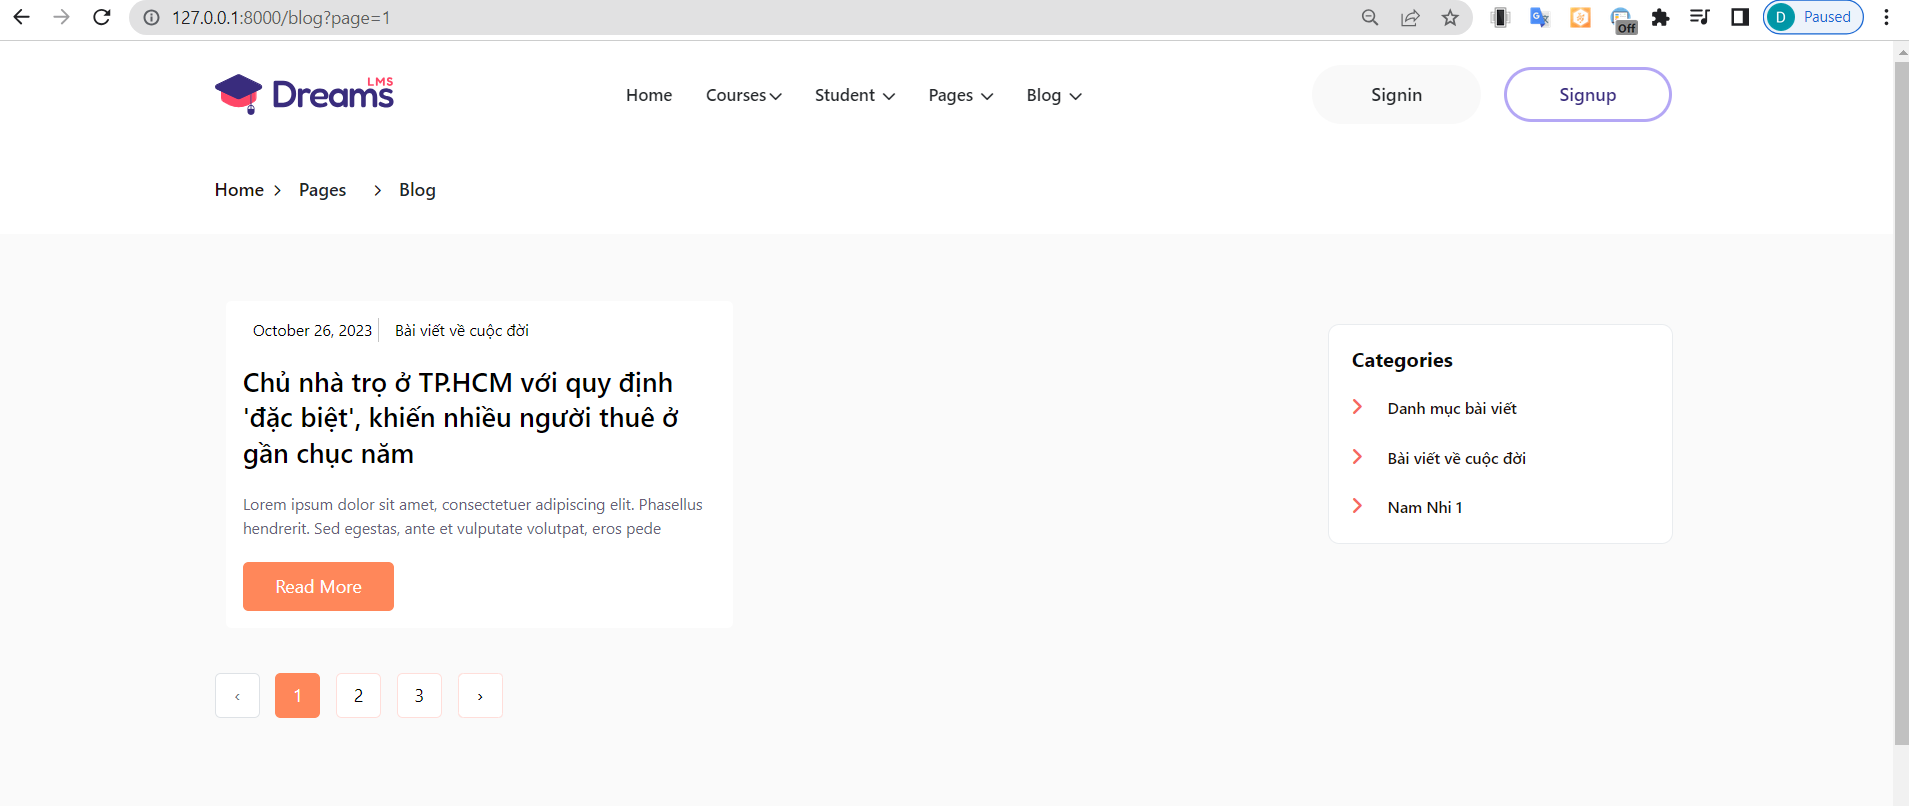 127.0.0.1:8000/blog?page=1
Off
D Paused
Dreams LMS
Home Courses Student Pages Blog
Signin Signup
Home > Pages > Blog
October 26, 2023 Bài viết về cuộc đời
Chủ nhà trọ ở TP.HCM với quy định
'đặc biệt', khiến nhiều người thuê ở
gần chục năm
Lorem ipsum dolor sit amet, consectetuer adipiscing elit. Phasellus
hendrerit. Sed egestas, ante et vulputate volutpat, eros pede
Read More
‹ 1 2 3 ›
Categories
Danh mục bài viết
Bài viết về cuộc đời
Nam Nhi 1